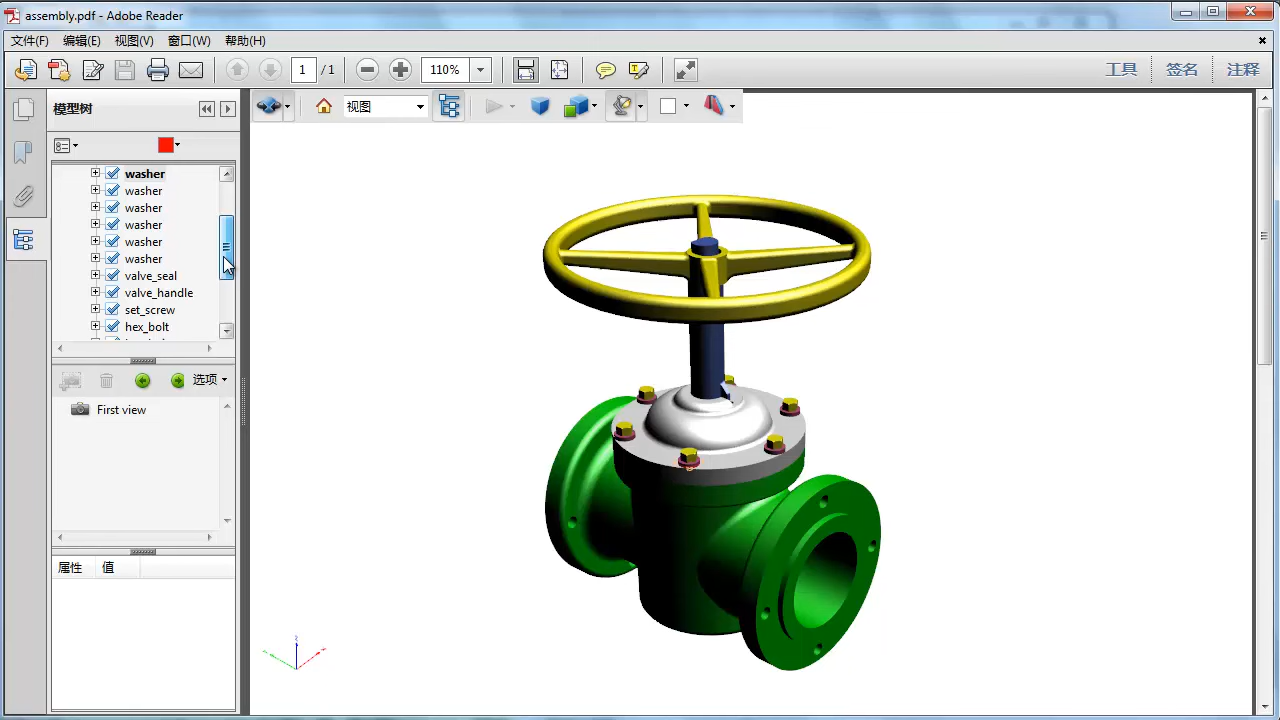 assembly.pdf - Adobe Reader
文件(F) 编辑(E) 视图(V) 窗口(W) 帮助(H)
1 / 1 110% 工具 签名 注释
模型树
视图
washer
washer
washer
washer
washer
washer
valve_seal
valve_handle
set_screw
hex_bolt
选项
First view
属性 值